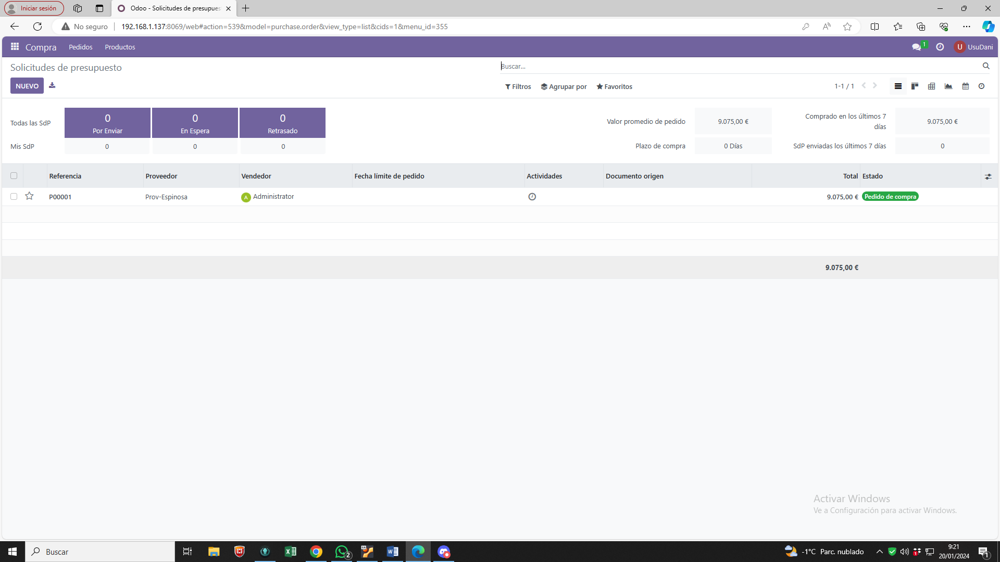 Iniciar sesión
Odoo - Solicitudes de presupues
No seguro
192.168.1.137:8069/web#action=539&model=purchase.order&view_type=list&cids=1&menu_id=355
Compra Pedidos Productos
1
U UsuDani
Solicitudes de presupuesto
Buscar...
NUEVO
Filtros Agrupar por Favoritos
1-1 / 1
Todas las SdP
0
Por Enviar
0
En Espera
0
Retrasado
Mis SdP 0 0 0
Valor promedio de pedido 9.075,00 €
Comprado en los últimos 7
días
9.075,00 €
Plazo de compra 0 Días
SdP enviadas los últimos 7 días 0
Referencia Proveedor Vendedor Fecha límite de pedido Actividades Documento origen Total Estado
P00001 Prov-Espinosa A Administrator 9.075,00 € Pedido de compra
9.075,00 €
Activar Windows
Ve a Configuración para activar Windows.
Buscar
2
-1°C Parc. nublado
9:21
20/01/2024
1